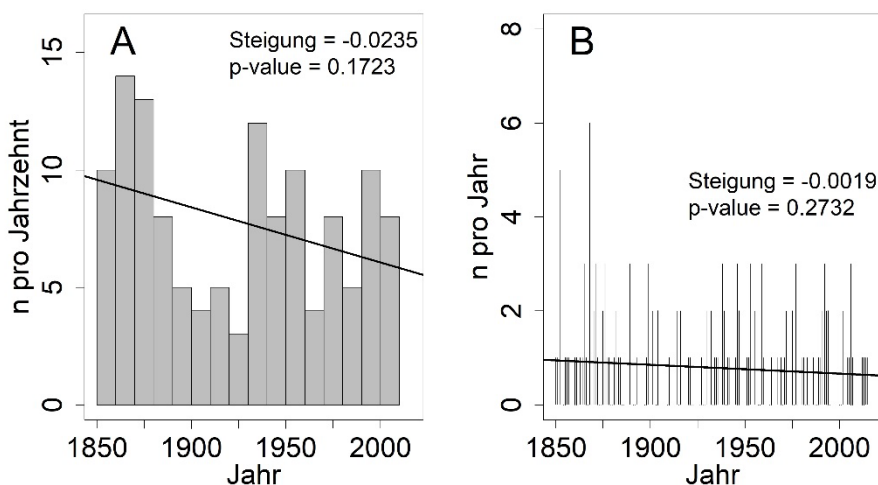 A
Steigung = -0.0235
p-value = 0.1723
n pro Jahrzehnt
15
10
5
0
1850
1900
1950
2000
Jahr
B
Steigung = -0.0019
p-value = 0.2732
n pro Jahr
8
6
4
2
0
1850
1900
1950
2000
Jahr